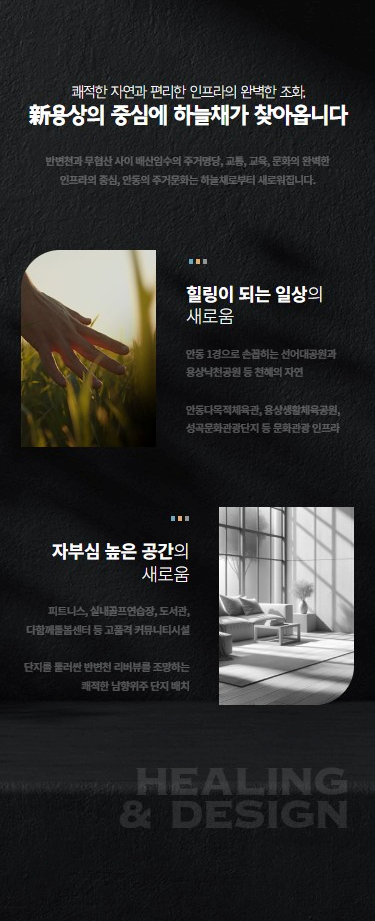 쾌적한 자연과 편리한 인프라의 완벽한 조화,
新용상의 중심에 하늘채가 찾아옵니다
반변천과 무협산 사이 배산임수의 주거명당, 교통, 교육, 문화의 완벽한
인프라의 중심, 안동의 주거문화는 하늘채로부터 새로워집니다.
힐링이 되는 일상의
새로움
안동 1경으로 손꼽히는 선어대공원과
용상낙천공원 등 천혜의 자연
안동다목적체육관, 용상생활체육공원,
성곡문화관광단지 등 문화관광 인프라
자부심 높은 공간의
새로움
피트니스, 실내골프연습장, 도서관,
다함께돌봄센터 등 고품격 커뮤니티시설
단지를 둘러싼 반변천 리버뷰를 조망하는
쾌적한 남향위주 단지 배치
HEALING
& DESIGN